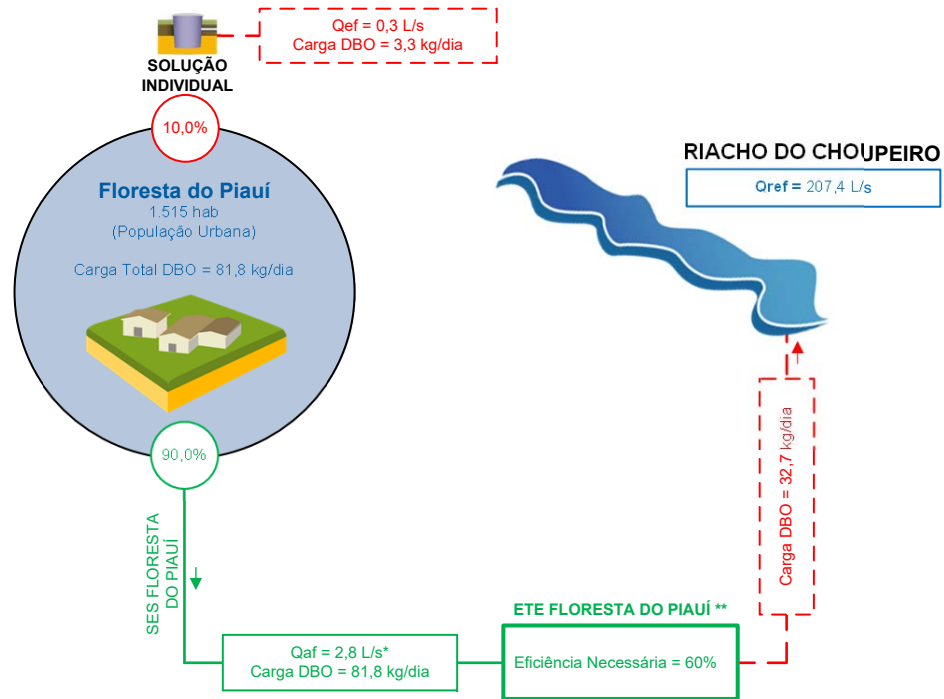 Qef = 0,3 L/s
Carga DBO = 3,3 kg/dia
SOLUÇÃO
INDIVIDUAL
10,0%
Floresta do Piauí
1.515 hab
(População Urbana)
Carga Total DBO = 81,8 kg/dia
90,0%
SES FLORESTA
DO PIAUÍ
Qaf = 2,8 L/s*
Carga DBO = 81,8 kg/dia
ETE FLORESTA DO PIAUÍ **
Eficiência Necessária = 60%
Carga DBO = 32,7 kg/dia
RIACHO DO CHOUPEIRO
Qref = 207,4 L/s